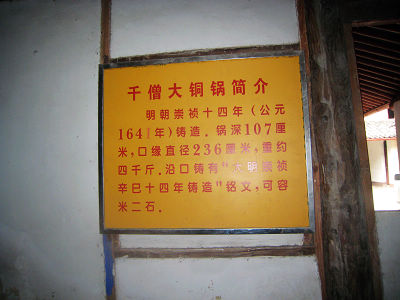 千僧大铜锅简介
明朝崇祯十四年（公元
1641年）铸造．锅深107厘
米，口缘直径236厘米，重约
四千斤．沿口铸有"大明崇祯
辛巳十四年铸造"铭文，可容
米二石．